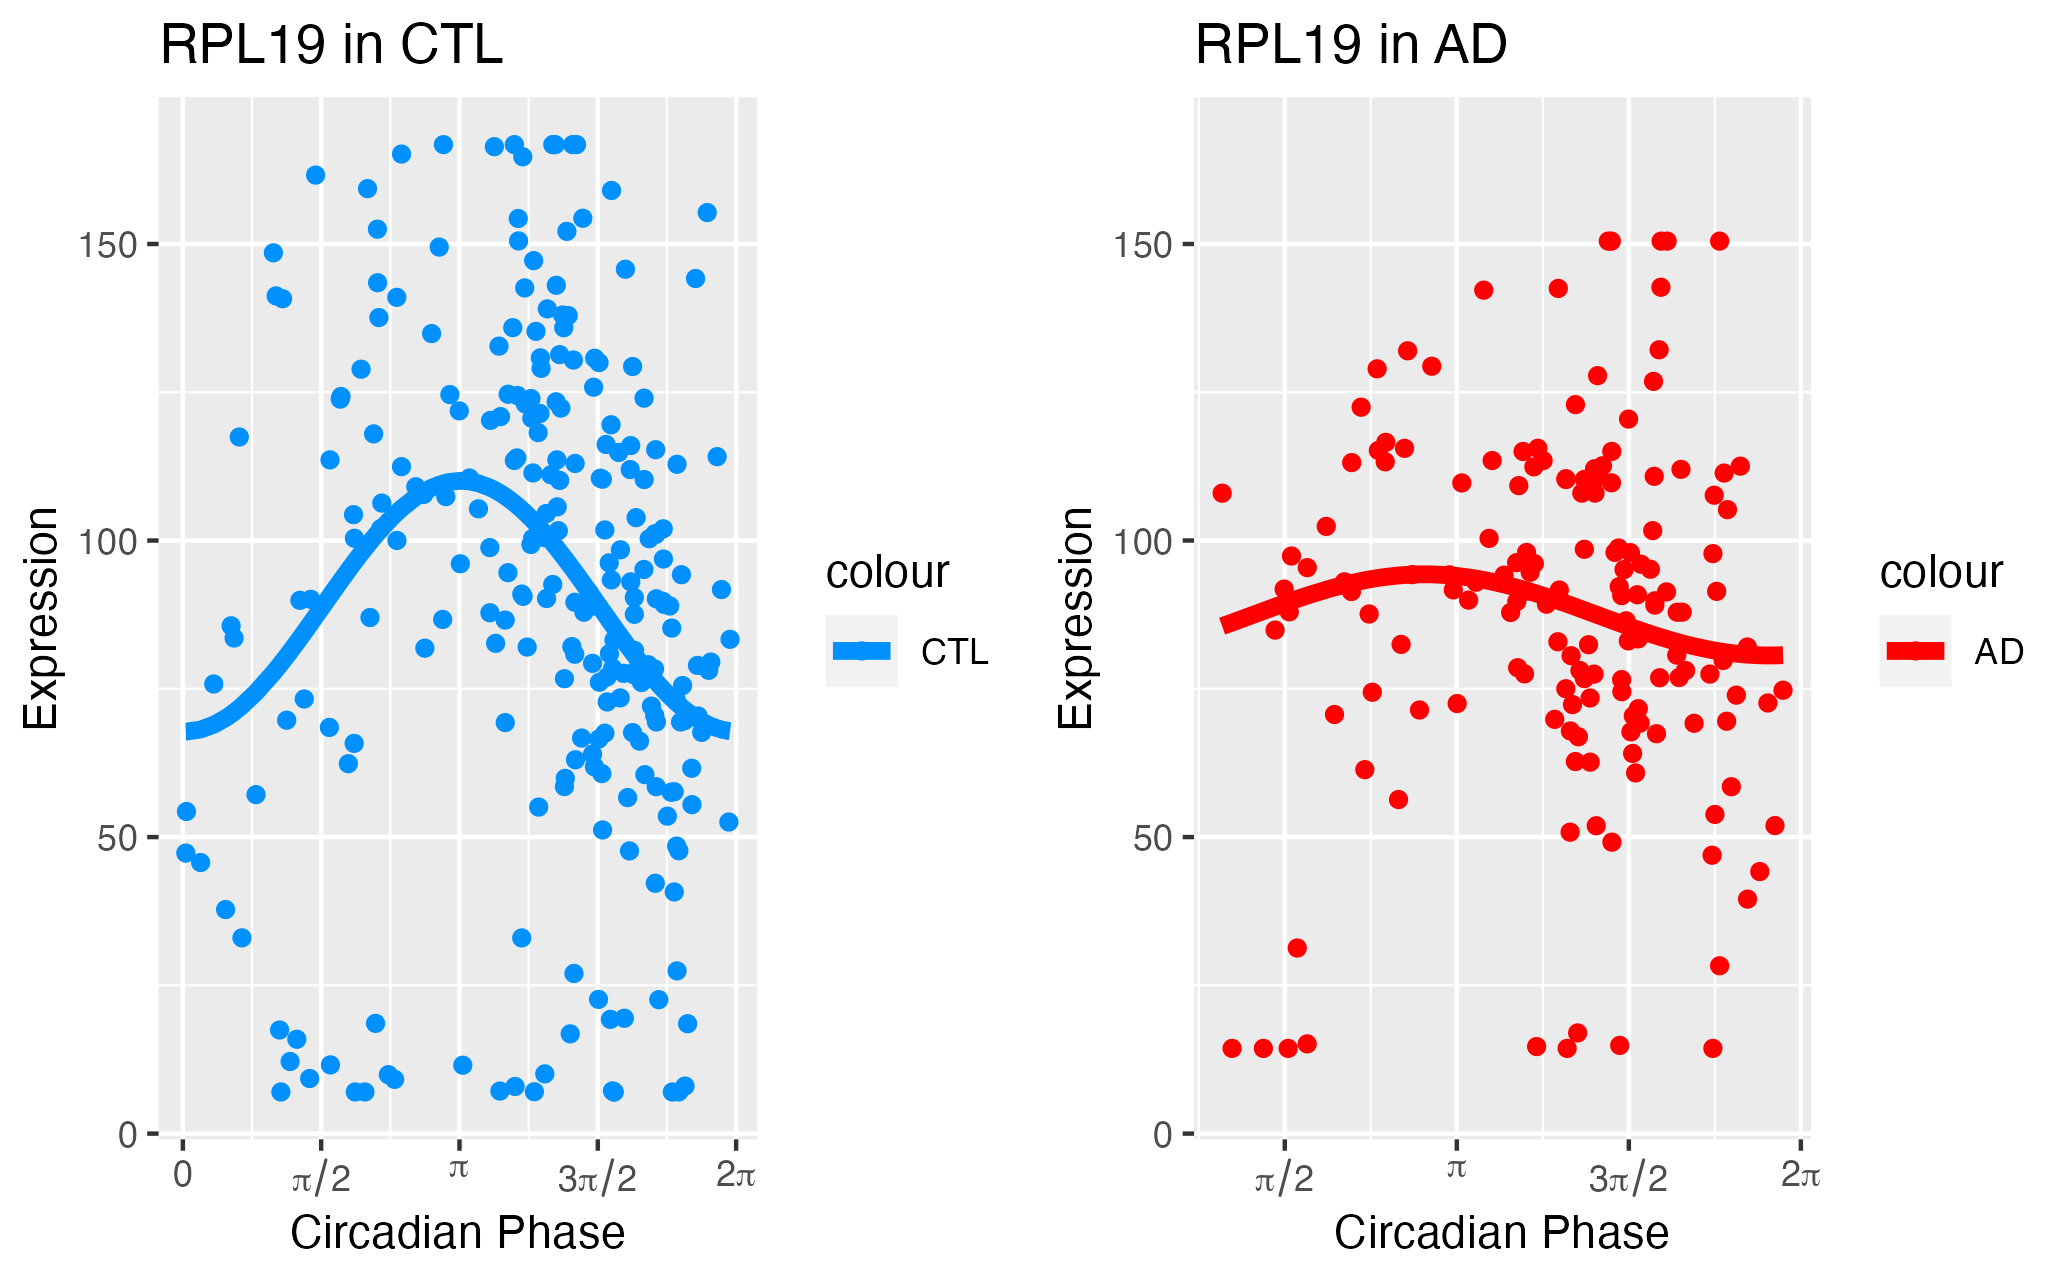 RPL19 in CTL
Expression
150
100
50
0
0 π/2 π 3π/2 2π
Circadian Phase
colour
CTL
RPL19 in AD
Expression
150
100
50
0
π/2 π 3π/2 2π
Circadian Phase
colour
AD